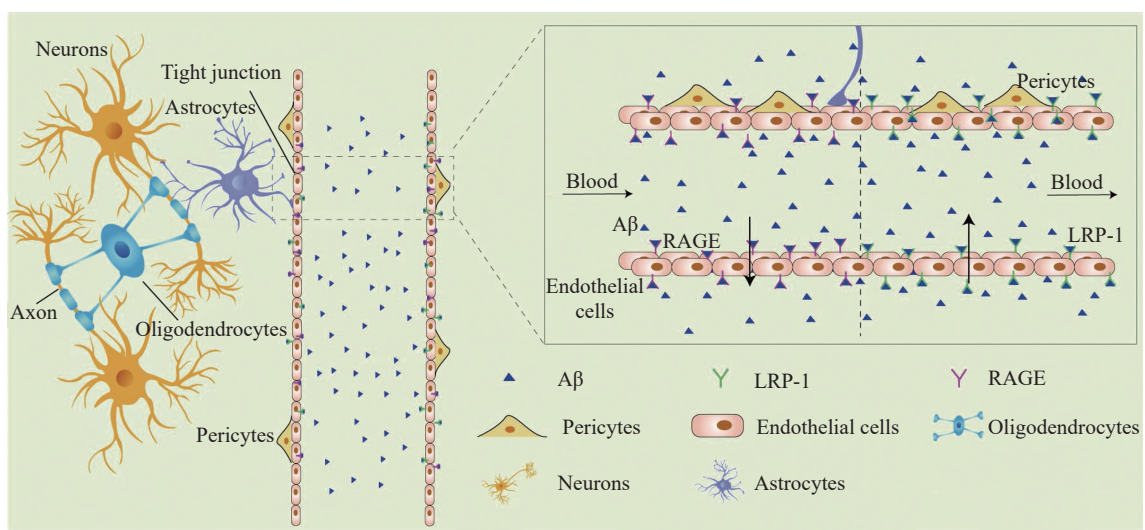 Neurons
Tight junction
Astrocytes
Axon
Oligodendrocytes
Pericytes
Pericytes
Blood
Blood
Aβ
RAGE
LRP-1
Endothelial
cells
Aβ
LRP-1
RAGE
Pericytes
Endothelial cells
Oligodendrocytes
Neurons
Astrocytes